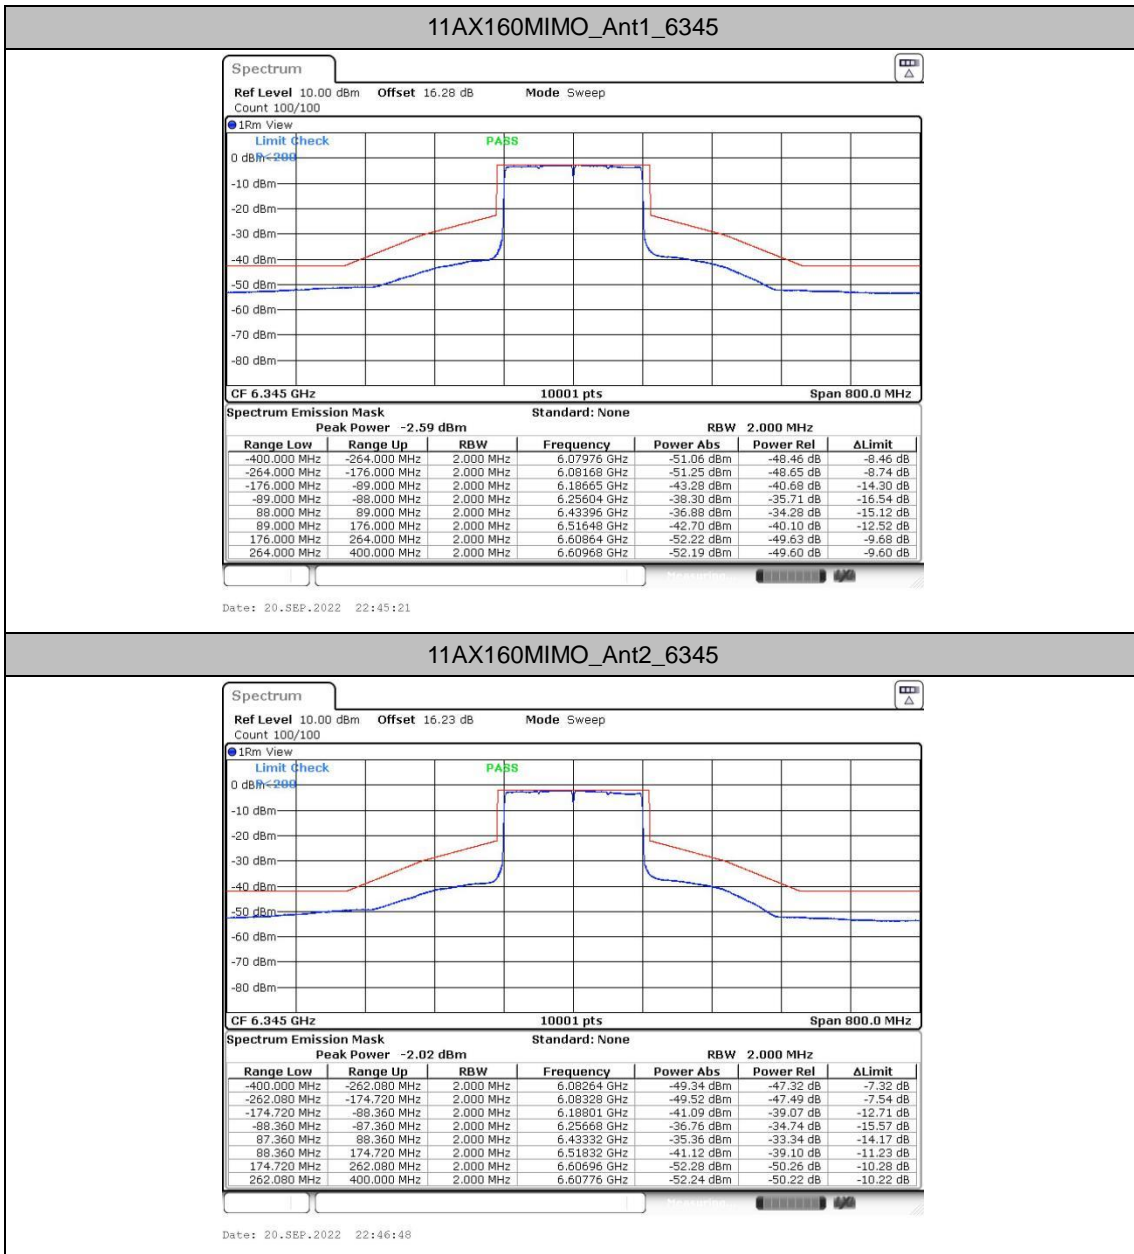 11AX160MIMO_Ant1_6345
Spectrum
Ref Level 10.00 dBm Offset 16.28 dB Mode Sweep
Count 100/100
1Rm View
Limit Check PASS
0 dBm P<200
-10 dBm
-20 dBm
-30 dBm
-40 dBm
-50 dBm
-60 dBm
-70 dBm
-80 dBm
CF 6.345 GHz 10001 pts Span 800.0 MHz
Spectrum Emission Mask Standard: None
Peak Power -2.59 dBm RBW 2.000 MHz
Range Low Range Up RBW Frequency Power Abs Power Rel ΔLimit
-400.000 MHz -264.000 MHz 2.000 MHz 6.07976 GHz -51.06 dBm -48.46 dB -8.46 dB
-264.000 MHz -176.000 MHz 2.000 MHz 6.08168 GHz -51.25 dBm -48.65 dB -8.74 dB
-176.000 MHz -89.000 MHz 2.000 MHz 6.18665 GHz -43.28 dBm -40.68 dB -14.30 dB
-89.000 MHz -88.000 MHz 2.000 MHz 6.25604 GHz -38.30 dBm -35.71 dB -16.54 dB
88.000 MHz 89.000 MHz 2.000 MHz 6.43396 GHz -36.88 dBm -34.28 dB -15.12 dB
89.000 MHz 176.000 MHz 2.000 MHz 6.51648 GHz -42.70 dBm -40.10 dB -12.52 dB
176.000 MHz 264.000 MHz 2.000 MHz 6.60864 GHz -52.22 dBm -49.63 dB -9.68 dB
264.000 MHz 400.000 MHz 2.000 MHz 6.60968 GHz -52.19 dBm -49.60 dB -9.60 dB
Measuring...
Date: 20.SEP.2022 22:45:21
11AX160MIMO_Ant2_6345
Spectrum
Ref Level 10.00 dBm Offset 16.23 dB Mode Sweep
Count 100/100
1Rm View
Limit Check PASS
0 dBm P<200
-10 dBm
-20 dBm
-30 dBm
-40 dBm
-50 dBm
-60 dBm
-70 dBm
-80 dBm
CF 6.345 GHz 10001 pts Span 800.0 MHz
Spectrum Emission Mask Standard: None
Peak Power -2.02 dBm RBW 2.000 MHz
Range Low Range Up RBW Frequency Power Abs Power Rel ΔLimit
-400.000 MHz -262.080 MHz 2.000 MHz 6.08264 GHz -49.34 dBm -47.32 dB -7.32 dB
-262.080 MHz -174.720 MHz 2.000 MHz 6.08328 GHz -49.52 dBm -47.49 dB -7.54 dB
-174.720 MHz -88.360 MHz 2.000 MHz 6.18801 GHz -41.09 dBm -39.07 dB -12.71 dB
-88.360 MHz -87.360 MHz 2.000 MHz 6.25668 GHz -36.76 dBm -34.74 dB -15.57 dB
87.360 MHz 88.360 MHz 2.000 MHz 6.43332 GHz -35.36 dBm -33.34 dB -14.17 dB
88.360 MHz 174.720 MHz 2.000 MHz 6.51832 GHz -41.12 dBm -39.10 dB -11.23 dB
174.720 MHz 262.080 MHz 2.000 MHz 6.60696 GHz -52.28 dBm -50.26 dB -10.28 dB
262.080 MHz 400.000 MHz 2.000 MHz 6.60776 GHz -52.24 dBm -50.22 dB -10.22 dB
Measuring...
Date: 20.SEP.2022 22:46:48